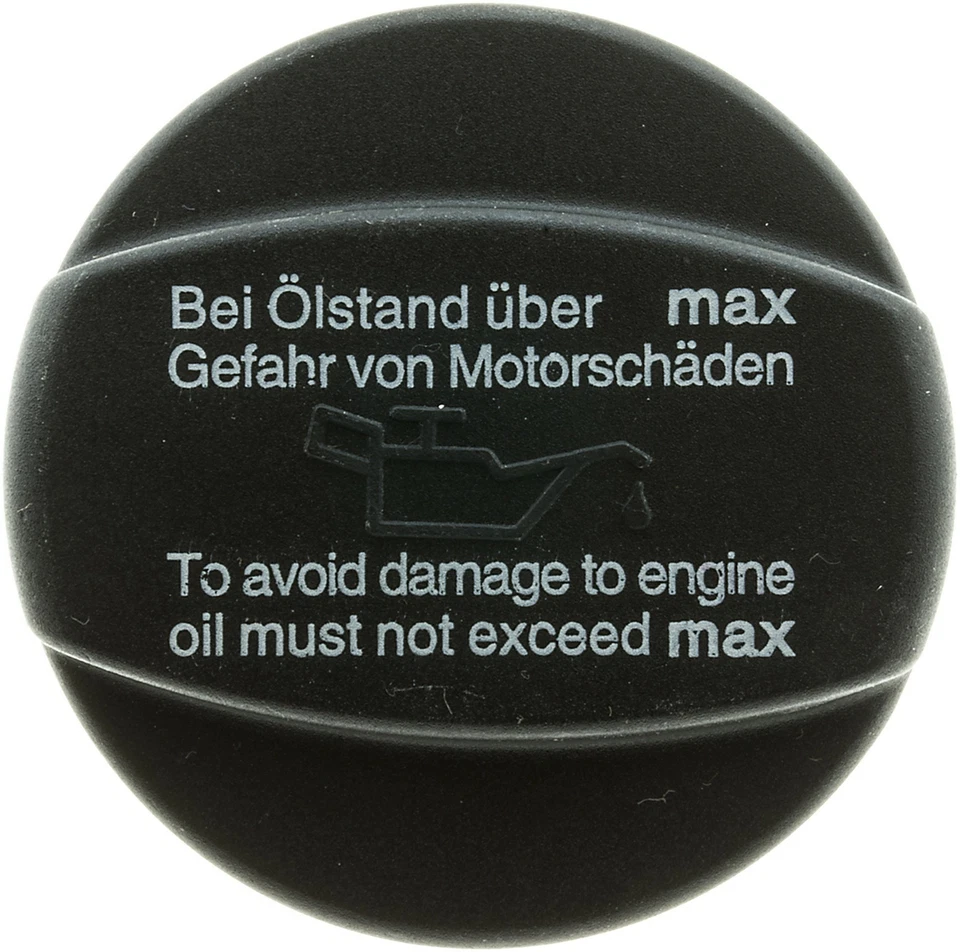 Bei Ölstand über max
Gefahr von Motorschäden
To avoid damage to engine
oil must not exceed max